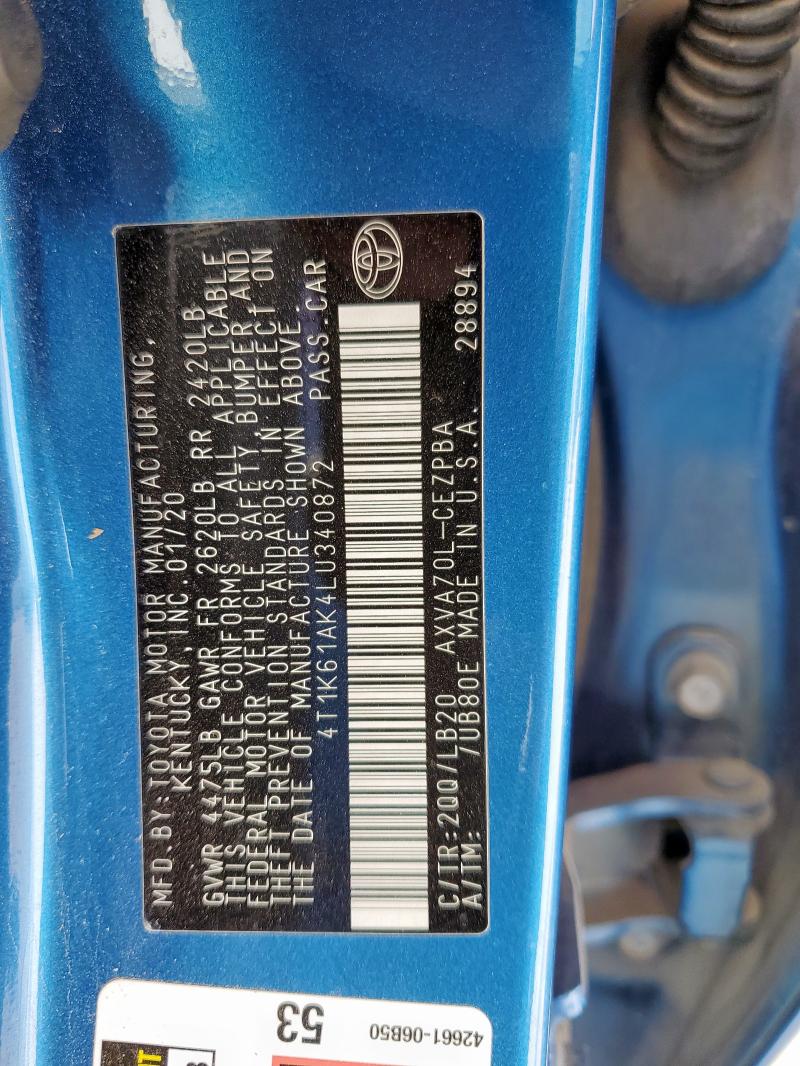 MFD. BY: TOYOTA MOTOR MANUFACTURING,
KENTUCKY, INC. 01/20
GVWR 4475LB GAWR FR 2620LB RR 2420LB
THIS VEHICLE CONFORMS TO ALL APPLICABLE
FEDERAL MOTOR VEHICLE SAFETY, BUMPER, AND
THEFT PREVENTION STANDARDS IN EFFECT ON
THE DATE OF MANUFACTURE SHOWN ABOVE.
4T1K61AK4LU340872 PASS.CAR
C/TR: 2QQ/LB20 AXVA70L-CEZPBA
A/TM: /UB80E MADE IN U.S.A. 28894
53
42661-06B50